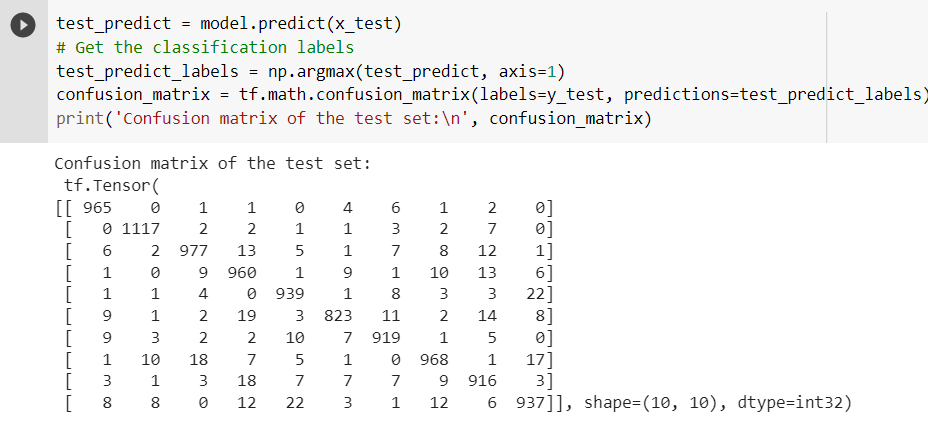 test_predict = model.predict(x_test)
# Get the classification labels
test_predict_labels = np.argmax(test_predict, axis=1)
confusion_matrix = tf.math.confusion_matrix(labels=y_test, predictions=test_predict_labels)
print('Confusion matrix of the test set:\n', confusion_matrix)
Confusion matrix of the test set:
tf.Tensor(
[[ 965 0 1 1 0 4 6 1 2 0]
[ 0 1117 2 2 1 1 3 2 7 0]
[ 6 2 977 13 5 1 7 8 12 1]
[ 1 0 9 960 1 9 1 10 13 6]
[ 1 1 4 0 939 1 8 3 3 22]
[ 9 1 2 19 3 823 11 2 14 8]
[ 9 3 2 2 10 7 919 1 5 0]
[ 1 10 18 7 5 1 0 968 1 17]
[ 3 1 3 18 7 7 7 9 916 3]
[ 8 8 0 12 22 3 1 12 6 937]], shape=(10, 10), dtype=int32)